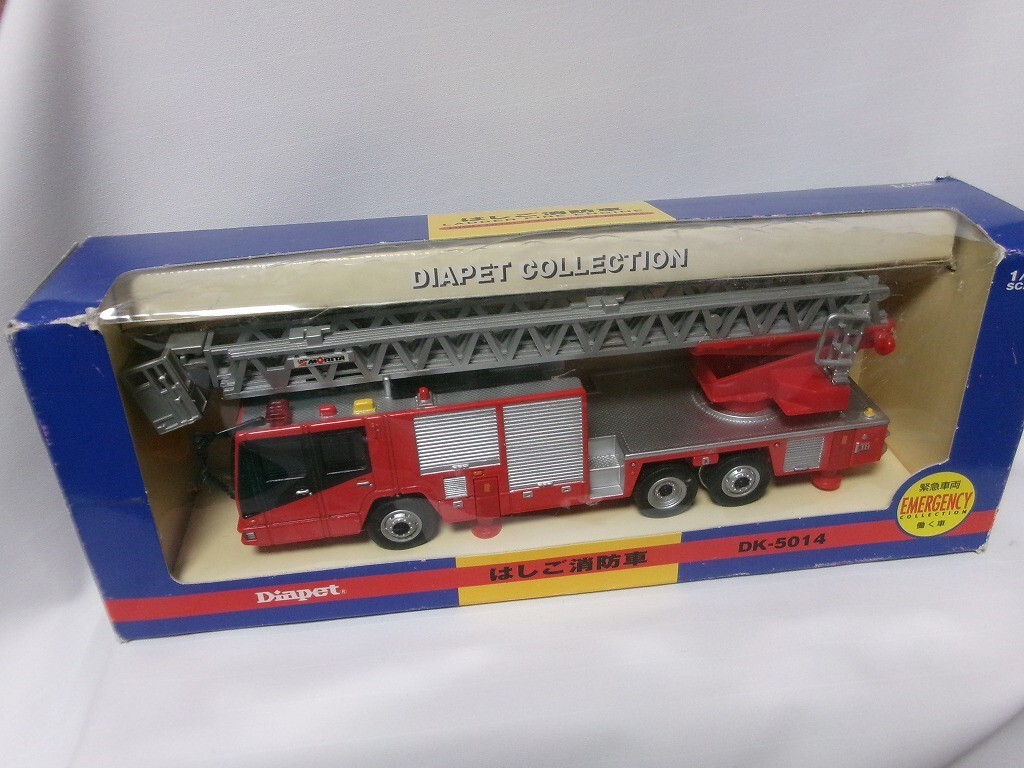 はしご消防車
DIAPET COLLECTION
MORITA
緊急車両
EMERGENCY
COLLECTION
働く車
Diapet®
はしご消防車
DK-5014